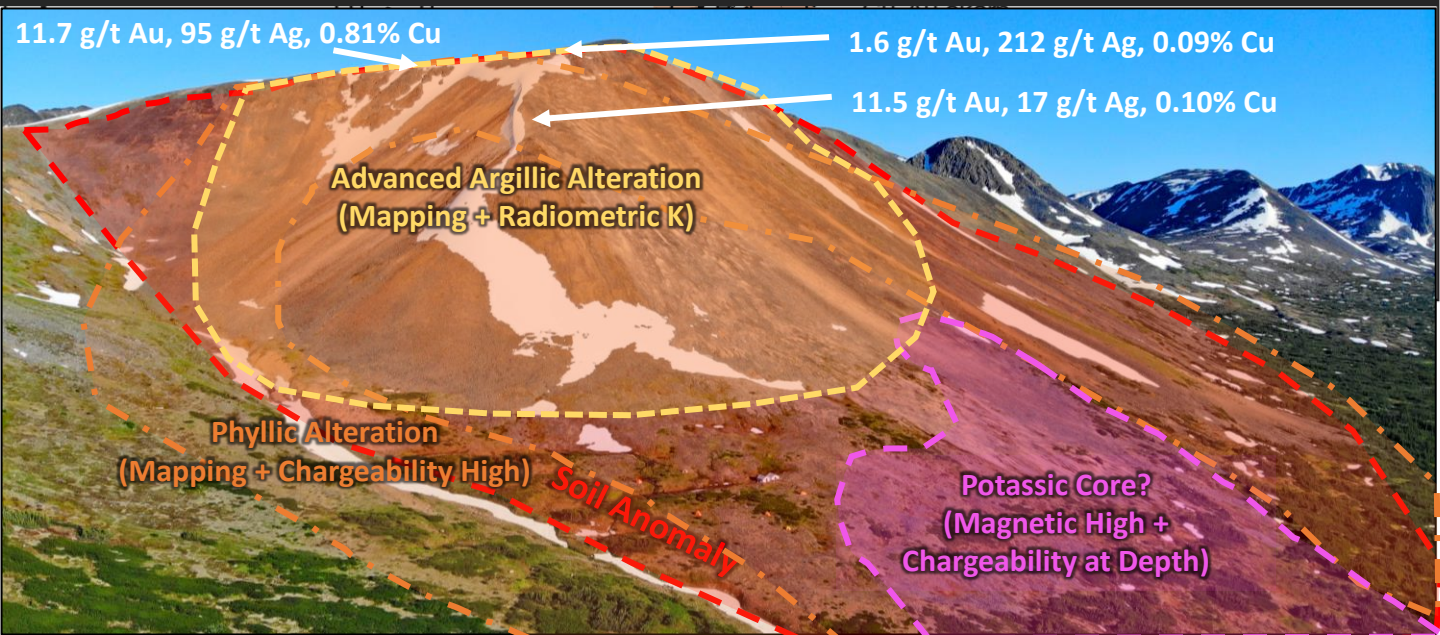 11.7 g/t Au, 95 g/t Ag, 0.81% Cu
1.6 g/t Au, 212 g/t Ag, 0.09% Cu
11.5 g/t Au, 17 g/t Ag, 0.10% Cu
Advanced Argillic Alteration
(Mapping + Radiometric K)
Phyllic Alteration
(Mapping + Chargeability High)
Soil Anomaly
Potassic Core?
(Magnetic High +
Chargeability at Depth)